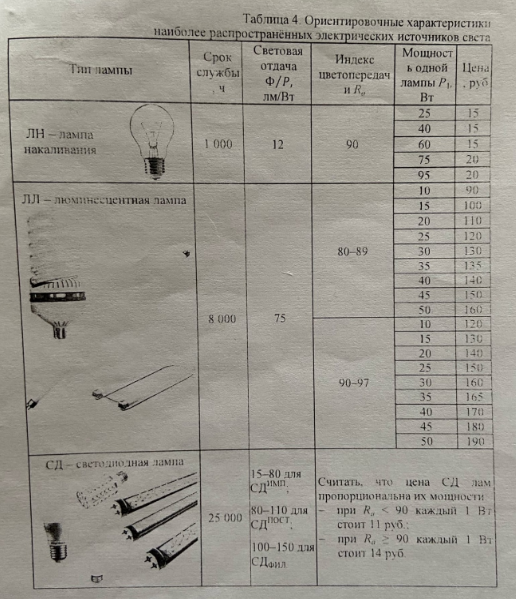 Таблица 4. Ориентировочные характеристики
наиболее распространённых электрических источников света
Тип лампы
Срок
службы
, ч
Световая
отдача
Ф/P,
лм/Вт
Индекс
цветопередач
и Rₐ
Мощност
ь одной
лампы P₁,
Вт
Цена
, руб
ЛН – лампа
накаливания
1 000
12
90
25 15
40 15
60 15
75 20
95 20
ЛЛ – люминесцентная лампа
8 000
75
80–89
10 90
15 100
20 110
25 120
30 130
35 135
40 140
45 150
50 160
90–97
10 120
15 130
20 140
25 150
30 160
35 165
40 170
45 180
50 190
СД – светодиодная лампа
25 000
15–80 для
СДИМП,
80–110 для
СДПОСТ,
100–150 для
СДФИЛ
Считать, что цена СД лам
пропорциональна их мощности
– при Rₐ < 90 каждый 1 Вт
стоит 11 руб.;
– при Rₐ ≥ 90 каждый 1 Вт
стоит 14 руб.